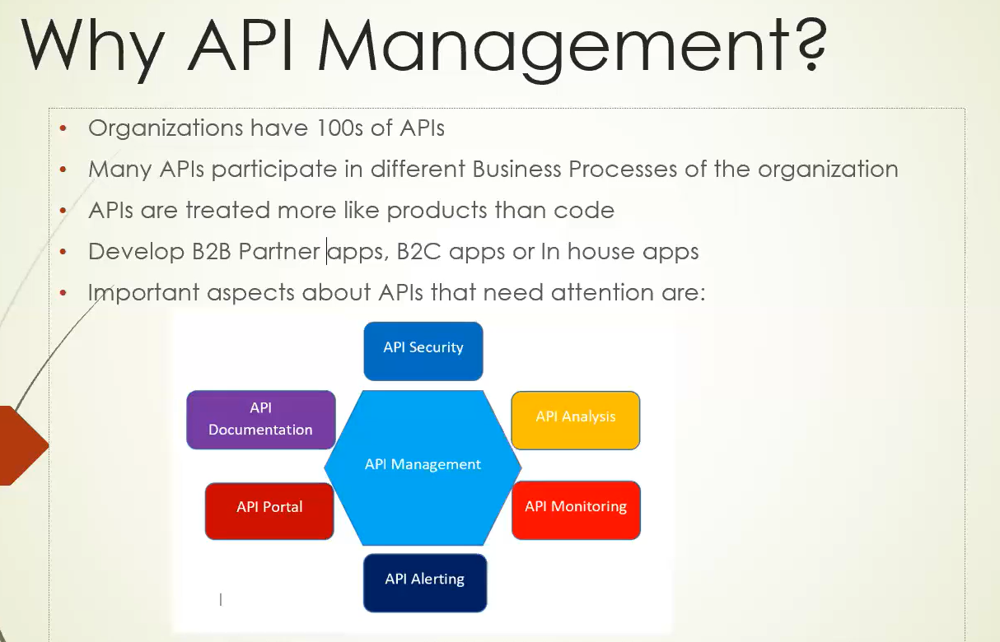 Why API Management?
• Organizations have 100s of APIs
• Many APIs participate in different Business Processes of the organization
• APIs are treated more like products than code
• Develop B2B Partner apps, B2C apps or In house apps
• Important aspects about APIs that need attention are:
API Security
API
Documentation
API Analysis
API Management
API Portal
API Monitoring
API Alerting